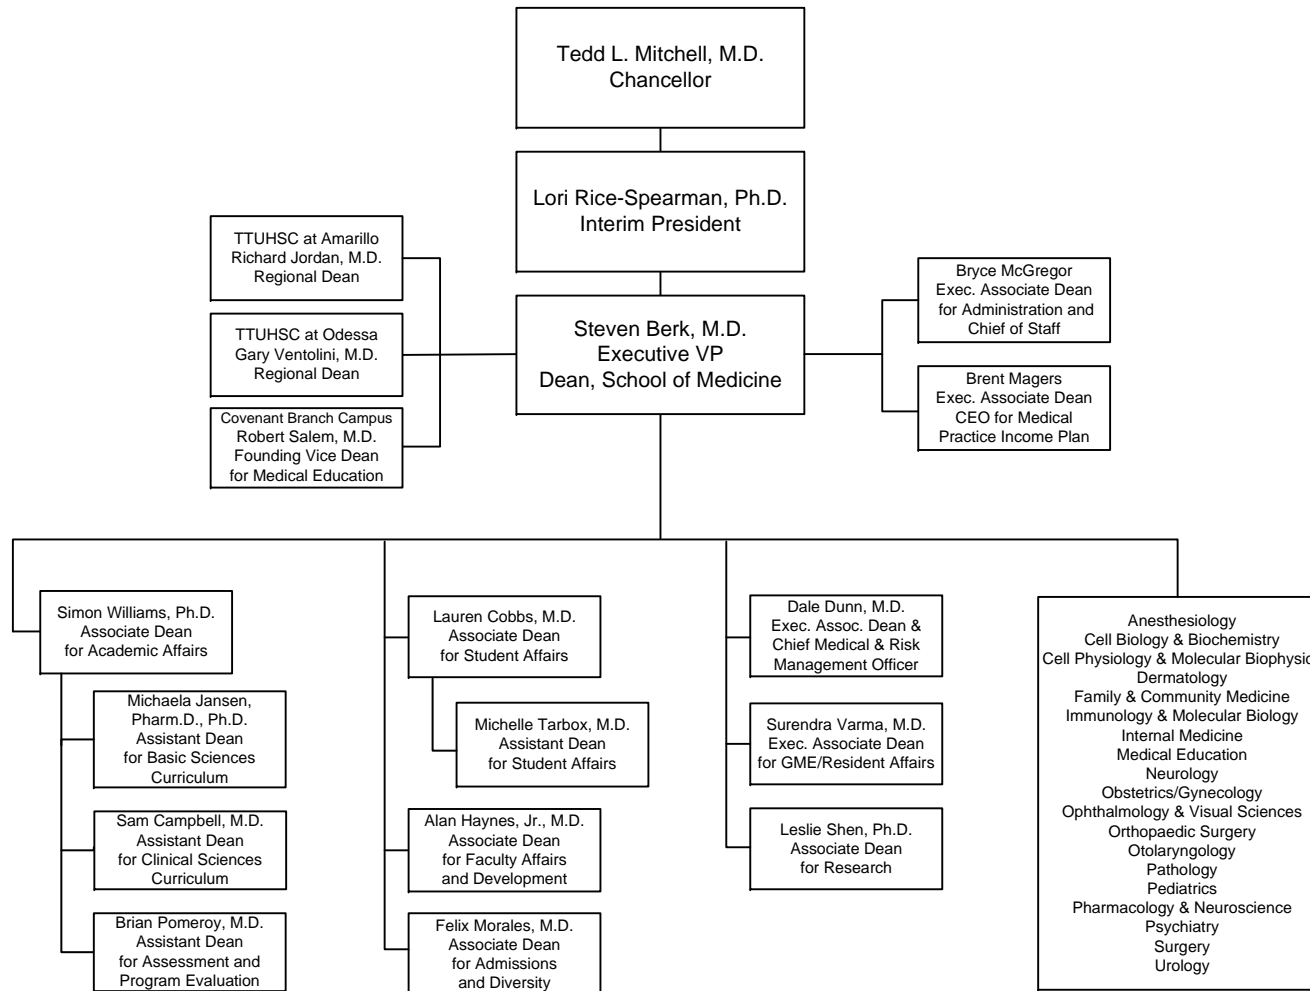 Tedd L. Mitchell, M.D.
Chancellor
Lori Rice-Spearman, Ph.D.
Interim President
TTUHSC at Amarillo
Richard Jordan, M.D.
Regional Dean
TTUHSC at Odessa
Gary Ventolini, M.D.
Regional Dean
Covenant Branch Campus
Robert Salem, M.D.
Founding Vice Dean
for Medical Education
Steven Berk, M.D.
Executive VP
Dean, School of Medicine
Bryce McGregor
Exec. Associate Dean
for Administration and
Chief of Staff
Brent Magers
Exec. Associate Dean
CEO for Medical
Practice Income Plan
Simon Williams, Ph.D.
Associate Dean
for Academic Affairs
Michaela Jansen,
Pharm.D., Ph.D.
Assistant Dean
for Basic Sciences
Curriculum
Sam Campbell, M.D.
Assistant Dean
for Clinical Sciences
Curriculum
Brian Pomeroy, M.D.
Assistant Dean
for Assessment and
Program Evaluation
Lauren Cobbs, M.D.
Associate Dean
for Student Affairs
Michelle Tarbox, M.D.
Assistant Dean
for Student Affairs
Alan Haynes, Jr., M.D.
Associate Dean
for Faculty Affairs
and Development
Felix Morales, M.D.
Associate Dean
for Admissions
and Diversity
Dale Dunn, M.D.
Exec. Assoc. Dean &
Chief Medical & Risk
Management Officer
Surendra Varma, M.D.
Exec. Associate Dean
for GME/Resident Affairs
Leslie Shen, Ph.D.
Associate Dean
for Research
Anesthesiology
Cell Biology & Biochemistry
Cell Physiology & Molecular Biophysic
Dermatology
Family & Community Medicine
Immunology & Molecular Biology
Internal Medicine
Medical Education
Neurology
Obstetrics/Gynecology
Ophthalmology & Visual Sciences
Orthopaedic Surgery
Otolaryngology
Pathology
Pediatrics
Pharmacology & Neuroscience
Psychiatry
Surgery
Urology